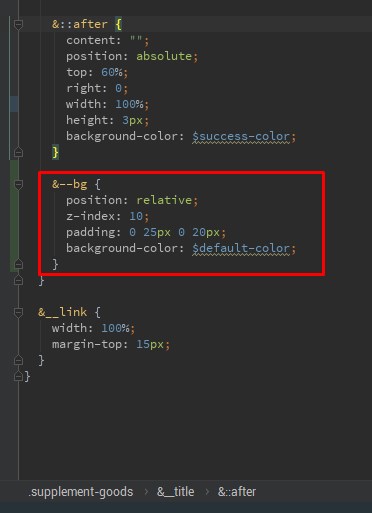 &::after {
content: "";
position: absolute;
top: 60%;
right: 0;
width: 100%;
height: 3px;
background-color: $success-color;
}
&--bg {
position: relative;
z-index: 10;
padding: 0 25px 0 20px;
background-color: $default-color;
}
}
&__link {
width: 100%;
margin-top: 15px;
}
}
.supplement-goods › &__title › &::after